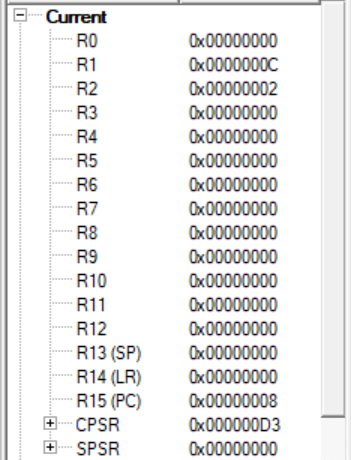 Current
R0 0x00000000
R1 0x0000000C
R2 0x00000002
R3 0x00000000
R4 0x00000000
R5 0x00000000
R6 0x00000000
R7 0x00000000
R8 0x00000000
R9 0x00000000
R10 0x00000000
R11 0x00000000
R12 0x00000000
R13 (SP) 0x00000000
R14 (LR) 0x00000000
R15 (PC) 0x00000008
CPSR 0x000000D3
SPSR 0x00000000